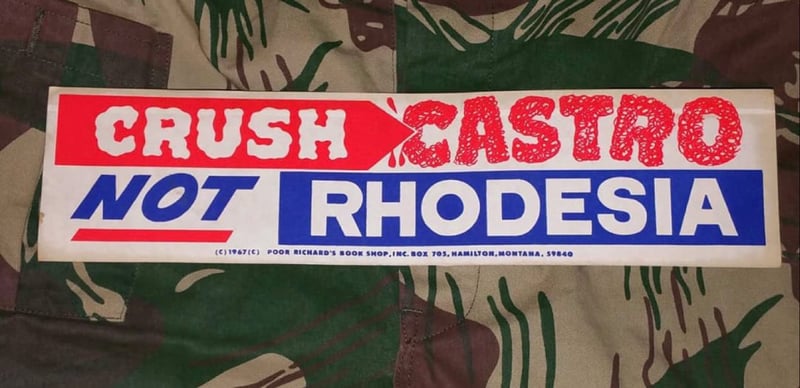 CRUSH CASTRO
NOT RHODESIA
(C)1967(C) POOR RICHARD'S BOOK SHOP, INC. BOX 705, HAMILTON, MONTANA, 59840